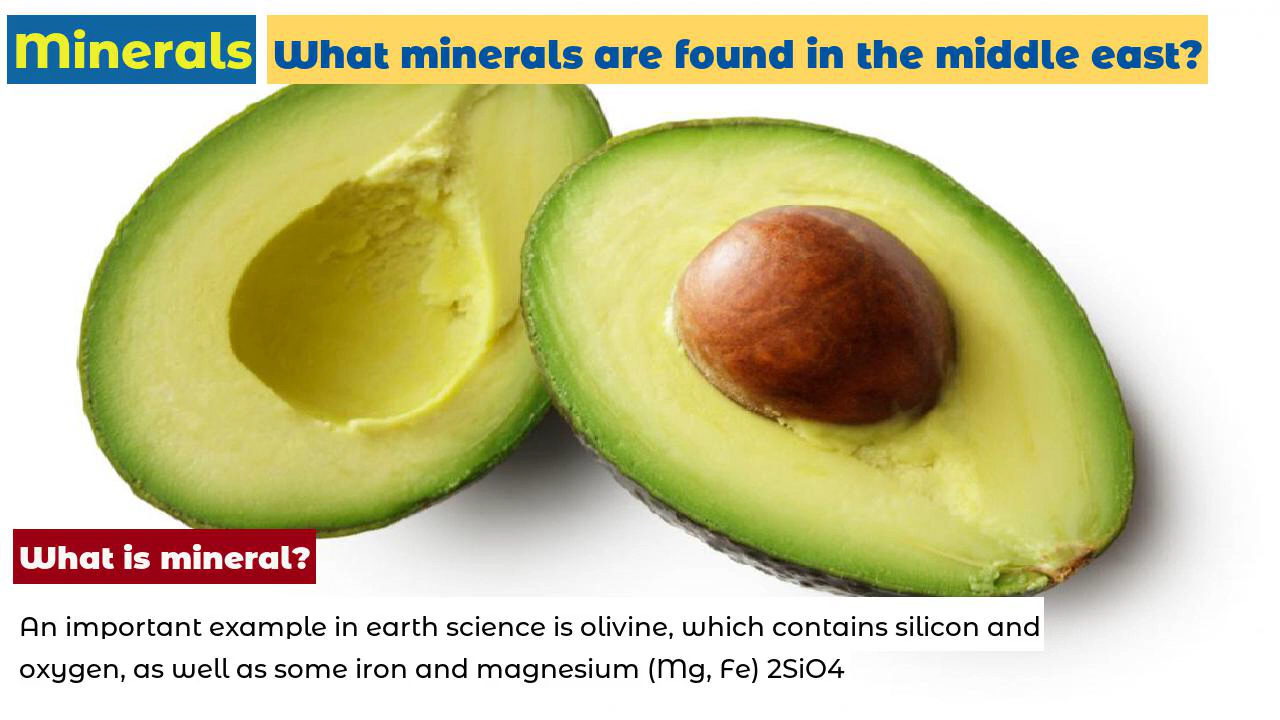 Minerals What minerals are found in the middle east?
What is mineral?
An important example in earth science is olivine, which contains silicon and
oxygen, as well as some iron and magnesium (Mg, Fe) 2SiO4